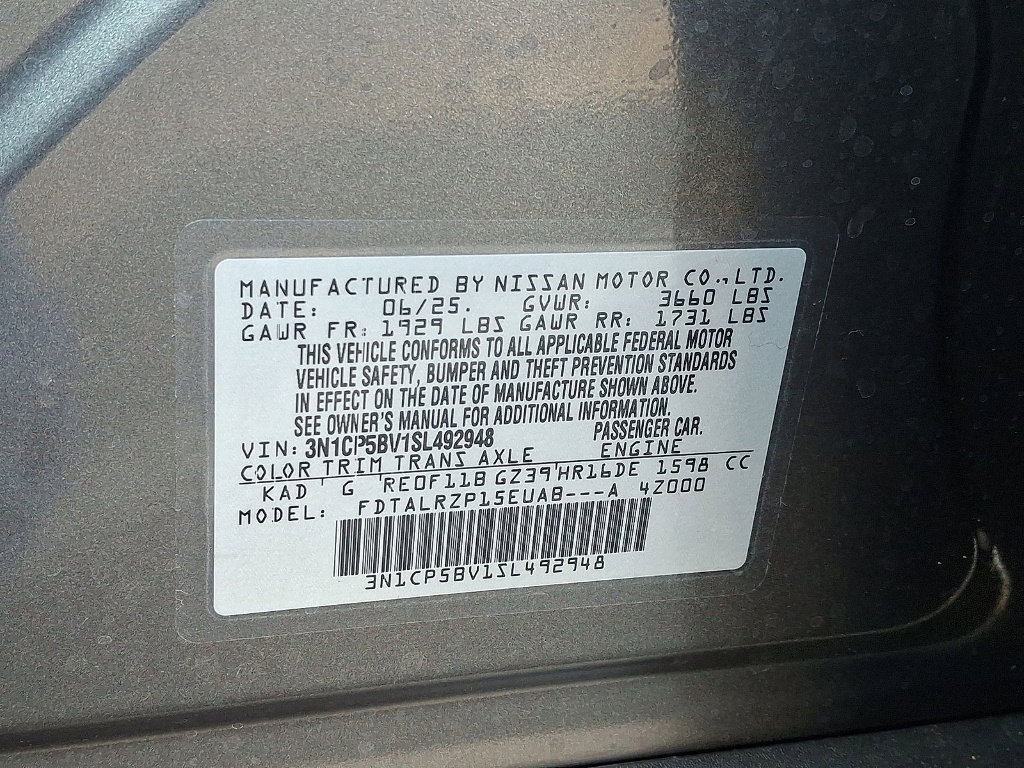 MANUFACTURED BY NISSAN MOTOR CO., LTD.
DATE: 06/25. GVWR: 3660 LBS
GAWR FR: 1929 LBS GAWR RR: 1731 LBS
THIS VEHICLE CONFORMS TO ALL APPLICABLE FEDERAL MOTOR
VEHICLE SAFETY, BUMPER AND THEFT PREVENTION STANDARDS
IN EFFECT ON THE DATE OF MANUFACTURE SHOWN ABOVE.
SEE OWNER'S MANUAL FOR ADDITIONAL INFORMATION.
VIN: 3N1CP5BV1SL492948 PASSENGER CAR.
COLOR TRIM TRANS AXLE ENGINE
KAD G RE0F11B GZ39 HR16DE 1598 CC
MODEL: FDTALRZP15EUAB---A 4Z000
3N1CP5BV1SL492948